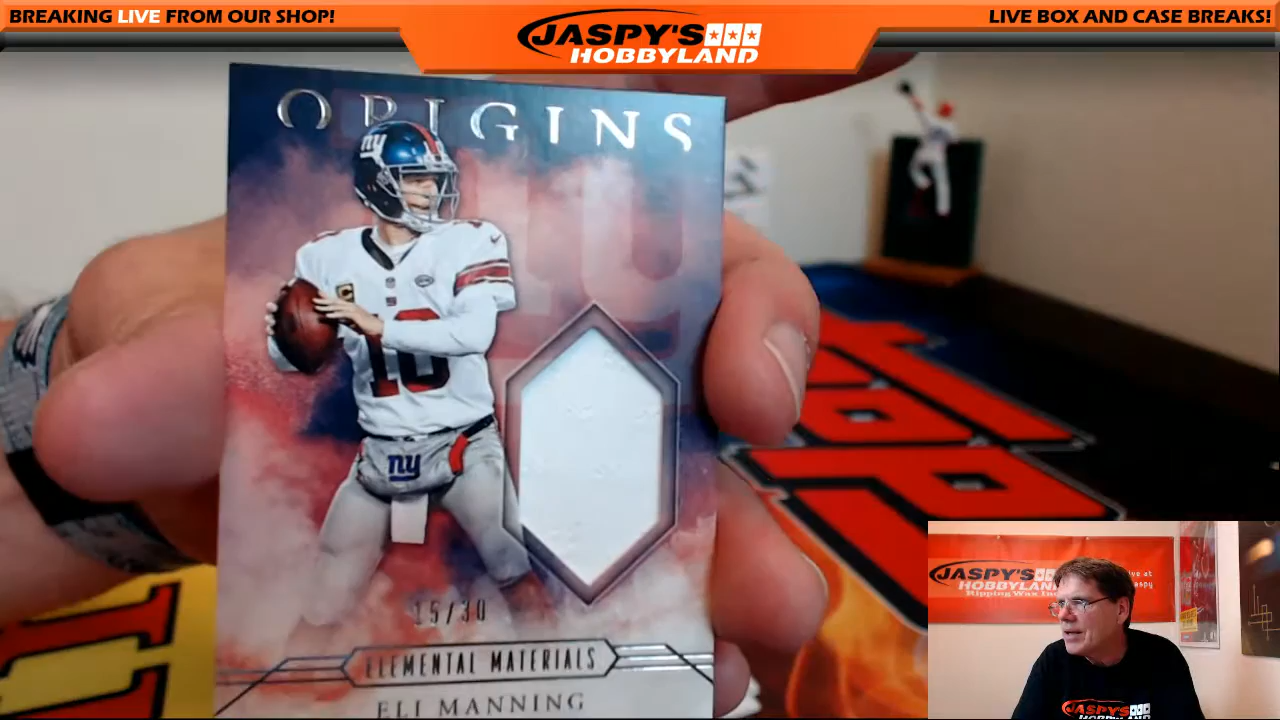 BREAKING LIVE FROM OUR SHOP!
JASPY'S
HOBBYLAND
LIVE BOX AND CASE BREAKS!
ORIGINS
ny
10
ny
15/30
ELEMENTAL MATERIALS
ELI MANNING
JASPY'S
HOBBYLAND
Ripping Wax
JASPY'S
HOBBYLAND